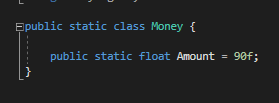 public static class Money {
public static float Amount = 90f;
}